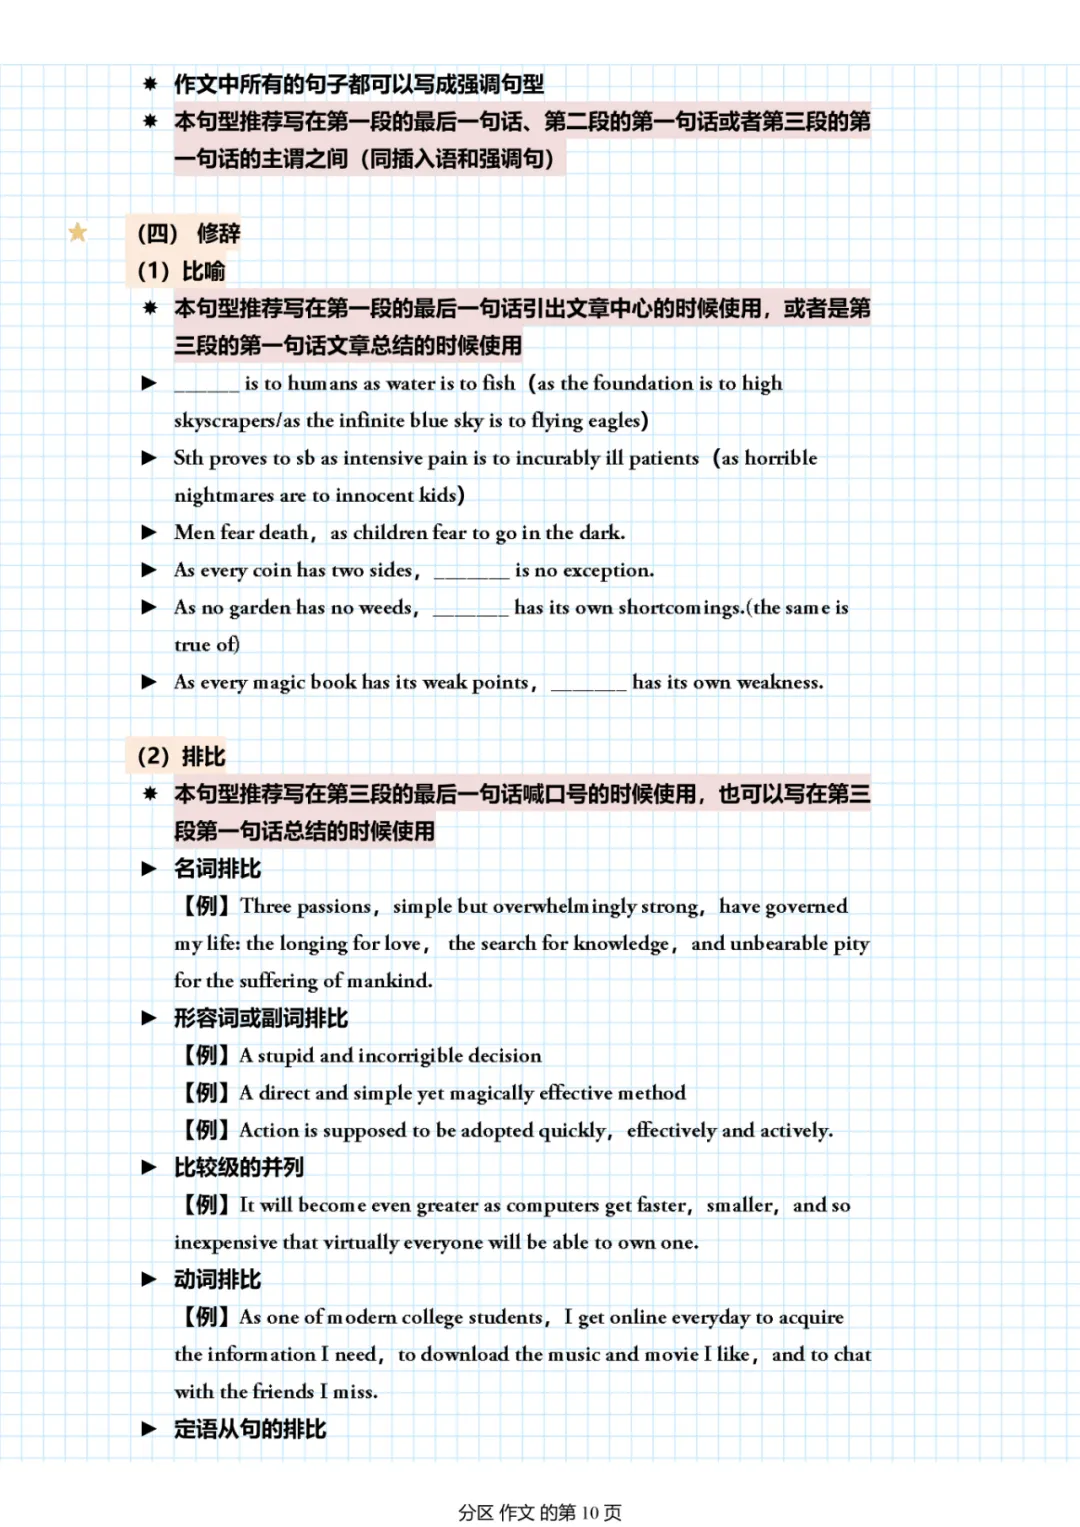 ✸ 作文中所有的句子都可以写成强调句型
✸ 本句型推荐写在第一段的最后一句话、第二段的第一句话或者第三段的第
一句话的主谓之间（同插入语和强调句）
（四） 修辞
（1）比喻
✸ 本句型推荐写在第一段的最后一句话引出文章中心的时候使用，或者是第
三段的第一句话文章总结的时候使用
► ______ is to humans as water is to fish（as the foundation is to high
skyscrapers/as the infinite blue sky is to flying eagles）
► Sth proves to sb as intensive pain is to incurably ill patients（as horrible
nightmares are to innocent kids）
► Men fear death，as children fear to go in the dark.
► As every coin has two sides，_______ is no exception.
► As no garden has no weeds，_______ has its own shortcomings.(the same is
true of)
► As every magic book has its weak points，_______ has its own weakness.
（2）排比
✸ 本句型推荐写在第三段的最后一句话喊口号的时候使用，也可以写在第三
段第一句话总结的时候使用
► 名词排比
【例】Three passions，simple but overwhelmingly strong，have governed
my life: the longing for love， the search for knowledge，and unbearable pity
for the suffering of mankind.
► 形容词或副词排比
【例】A stupid and incorrigible decision
【例】A direct and simple yet magically effective method
【例】Action is supposed to be adopted quickly，effectively and actively.
► 比较级的并列
【例】It will become even greater as computers get faster，smaller，and so
inexpensive that virtually everyone will be able to own one.
► 动词排比
【例】As one of modern college students，I get online everyday to acquire
the information I need，to download the music and movie I like，and to chat
with the friends I miss.
► 定语从句的排比
分区 作文 的第 10 页